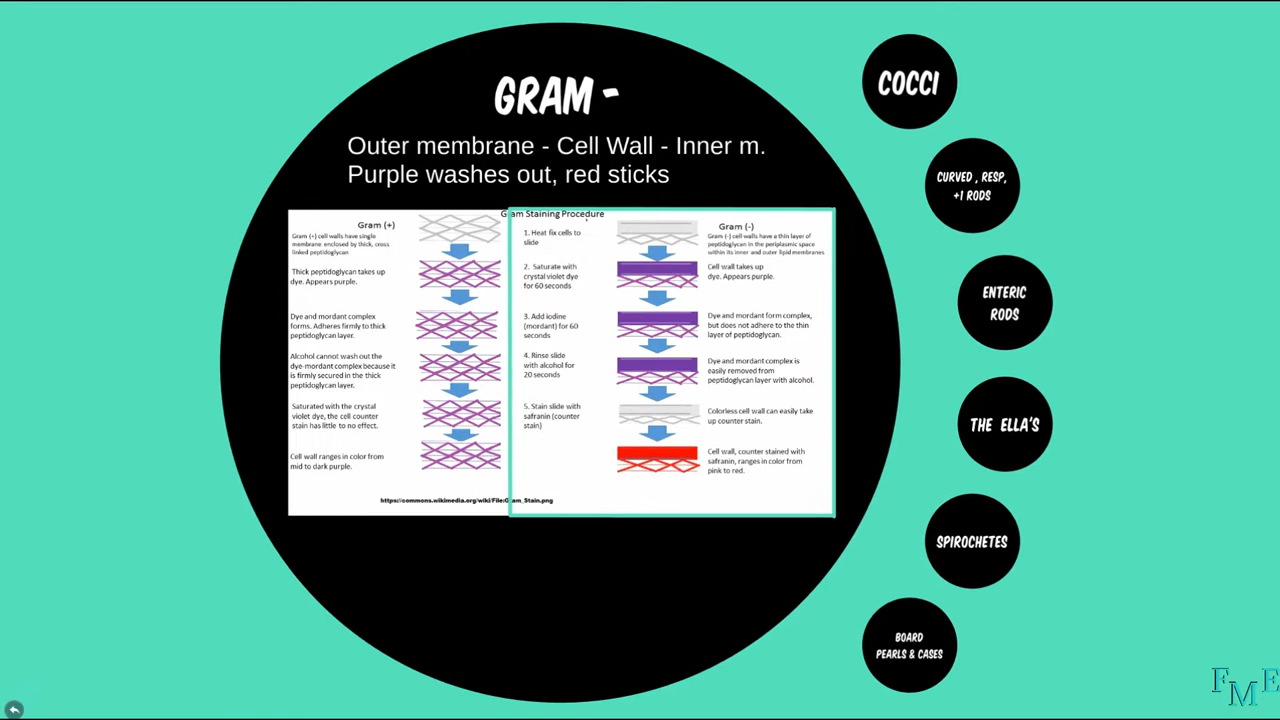 GRAM -
Outer membrane - Cell Wall - Inner m.
Purple washes out, red sticks
Gram Staining Procedure
Gram (+)
Gram (+) cell walls have single
membrane enclosed by thick, cross
linked peptidoglycan
Thick peptidoglycan takes up
dye. Appears purple.
Dye and mordant complex
forms. Adheres firmly to thick
peptidoglycan layer.
Alcohol cannot wash out the
dye-mordant complex because it
is firmly secured in the thick
peptidoglycan layer.
Saturated with the crystal
violet dye, the cell counter
stain has little to no effect.
Cell wall ranges in color from
mid to dark purple.
1. Heat fix cells to
slide
2. Saturate with
crystal violet dye
for 60 seconds
3. Add iodine
(mordant) for 60
seconds
4. Rinse slide
with alcohol for
20 seconds
5. Stain slide with
safranin (counter
stain)
Gram (-)
Gram (-) cell walls have a thin layer of
peptidoglycan in the periplasmic space
within its inner and outer lipid membranes
Cell wall takes up
dye. Appears purple.
Dye and mordant form complex,
but does not adhere to the thin
layer of peptidoglycan.
Dye and mordant complex is
easily removed from
peptidoglycan layer with alcohol.
Colorless cell wall can easily take
up counter stain.
Cell wall, counter stained with
safranin, ranges in color from
pink to red.
https://commons.wikimedia.org/wiki/File:Gram_Stain.png
COCCI
CURVED , RESP,
+1 RODS
ENTERIC
RODS
THE ELLA'S
SPIROCHETES
BOARD
PEARLS & CASES
FME